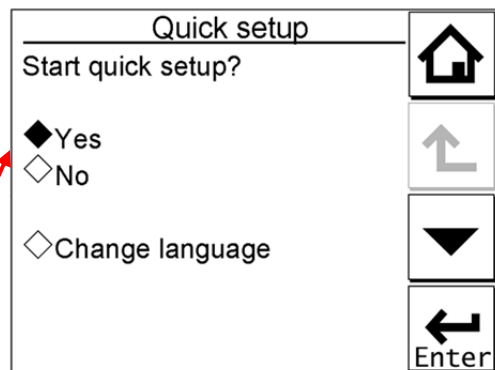 Quick setup
Start quick setup?
Yes
No
Change language
Enter